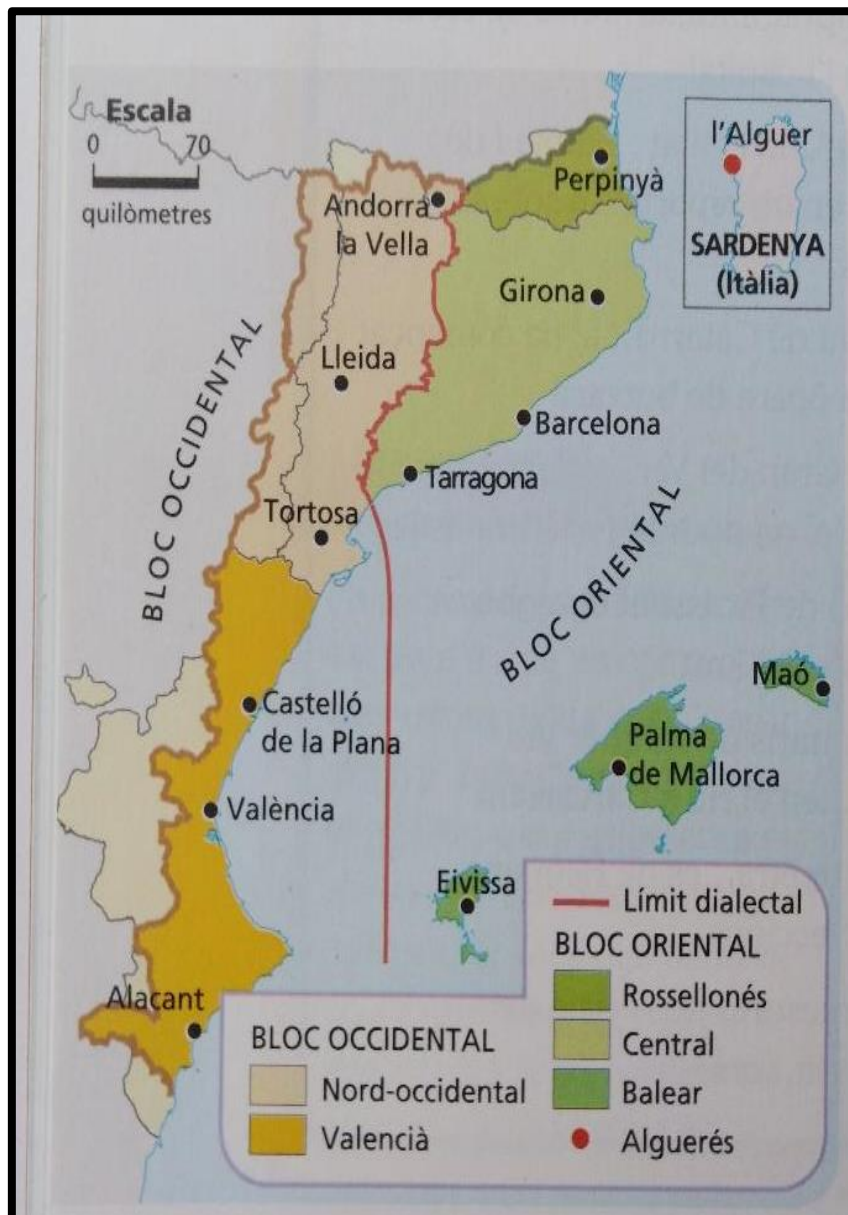 Escala
0 70
quilòmetres
l'Alguer
SARDENYA
(Itàlia)
Perpinyà
Andorra
la Vella
Girona
Lleida
Barcelona
Tarragona
Tortosa
BLOC OCCIDENTAL
BLOC ORIENTAL
Maó
Castelló
de la Plana
Palma
de Mallorca
València
Eivissa
Alacant
Límit dialectal
BLOC ORIENTAL
Rossellonés
Central
Balear
Alguerés
BLOC OCCIDENTAL
Nord-occidental
Valencià